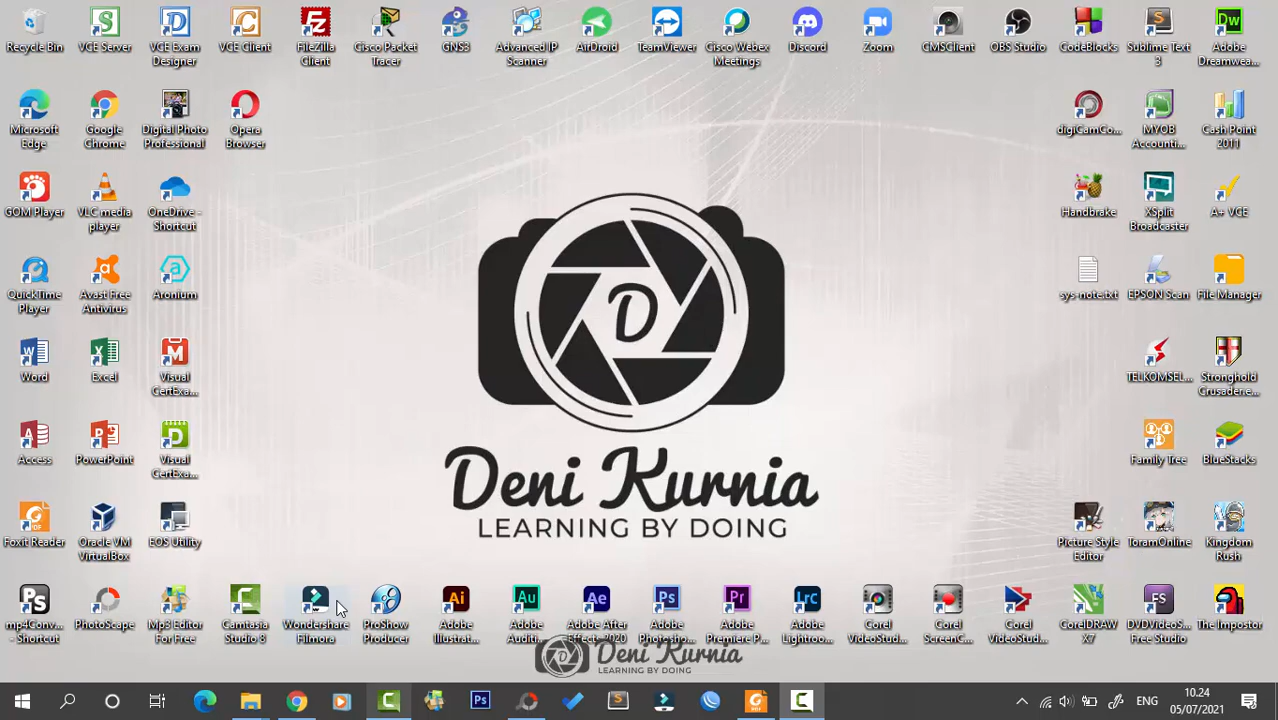 Recycle Bin
VCE Server
VCE Exam
Designer
VCE Client
FileZilla
Client
Cisco Packet
Tracer
GNS3
Advanced IP
Scanner
AirDroid
TeamViewer
Cisco Webex
Meetings
Discord
Zoom
CMSClient
OBS Studio
CodeBlocks
Sublime Text
3
Adobe
Dreamwea...
Microsoft
Edge
Google
Chrome
Digital Photo
Professional
Opera
Browser
digiCamCo...
MYOB
Accounti...
Cash Point
2011
GOM Player
VLC media
player
OneDrive -
Shortcut
Handbrake
XSplit
Broadcaster
A+ VCE
QuickTime
Player
Avast Free
Antivirus
Aronium
sys-note.txt
EPSON Scan
File Manager
Word
Excel
Visual
CertExa...
TELKOMSEL...
Stronghold
Crusadere...
Access
PowerPoint
Visual
CertExa...
Family Tree
BlueStacks
Foxit Reader
Oracle VM
VirtualBox
EOS Utility
Picture Style
Editor
ToramOnline
Kingdom
Rush
D
Deni Kurnia
LEARNING BY DOING
mp4Conv...
- Shortcut
PhotoScape
Mp3 Editor
For Free
Camtasia
Studio 8
Wondershare
Filmora
ProShow
Producer
Adobe
Illustrat...
Adobe
Auditi...
Adobe After
Effects 2020
Adobe
Photosho...
Adobe
Premiere P...
Adobe
Lightroo...
Corel
VideoStud...
Corel
ScreenC...
Corel
VideoStud...
CorelDRAW
X7
DVDVideoS...
Free Studio
The Impostor
Deni Kurnia
LEARNING BY DOING
ENG
10.24
05/07/2021